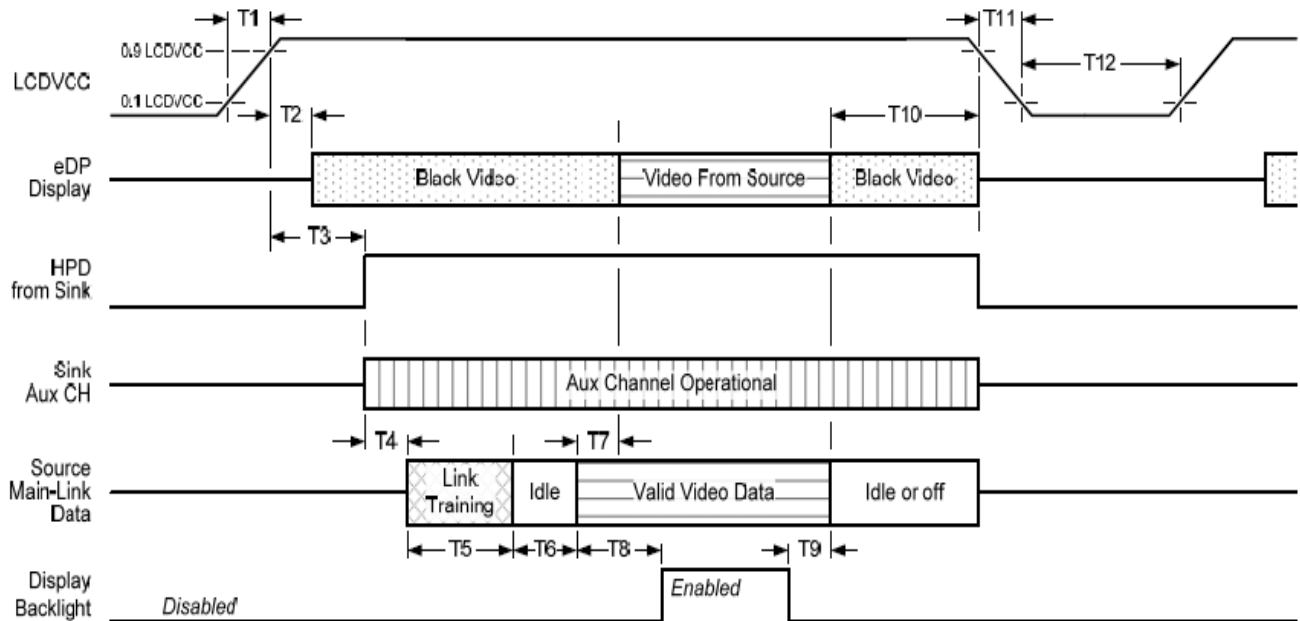 T1
T11
0.9 LCDVCC
T12
LCDVCC
0.1 LCDVCC
T2
T10
eDP
Display
Black Video
Video From Source
Black Video
T3
HPD
from Sink
Sink
Aux CH
Aux Channel Operational
T4
T7
Source
Main-Link
Data
Link
Training
Idle
Valid Video Data
Idle or off
T5
T6
T8
T9
Display
Backlight
Disabled
Enabled